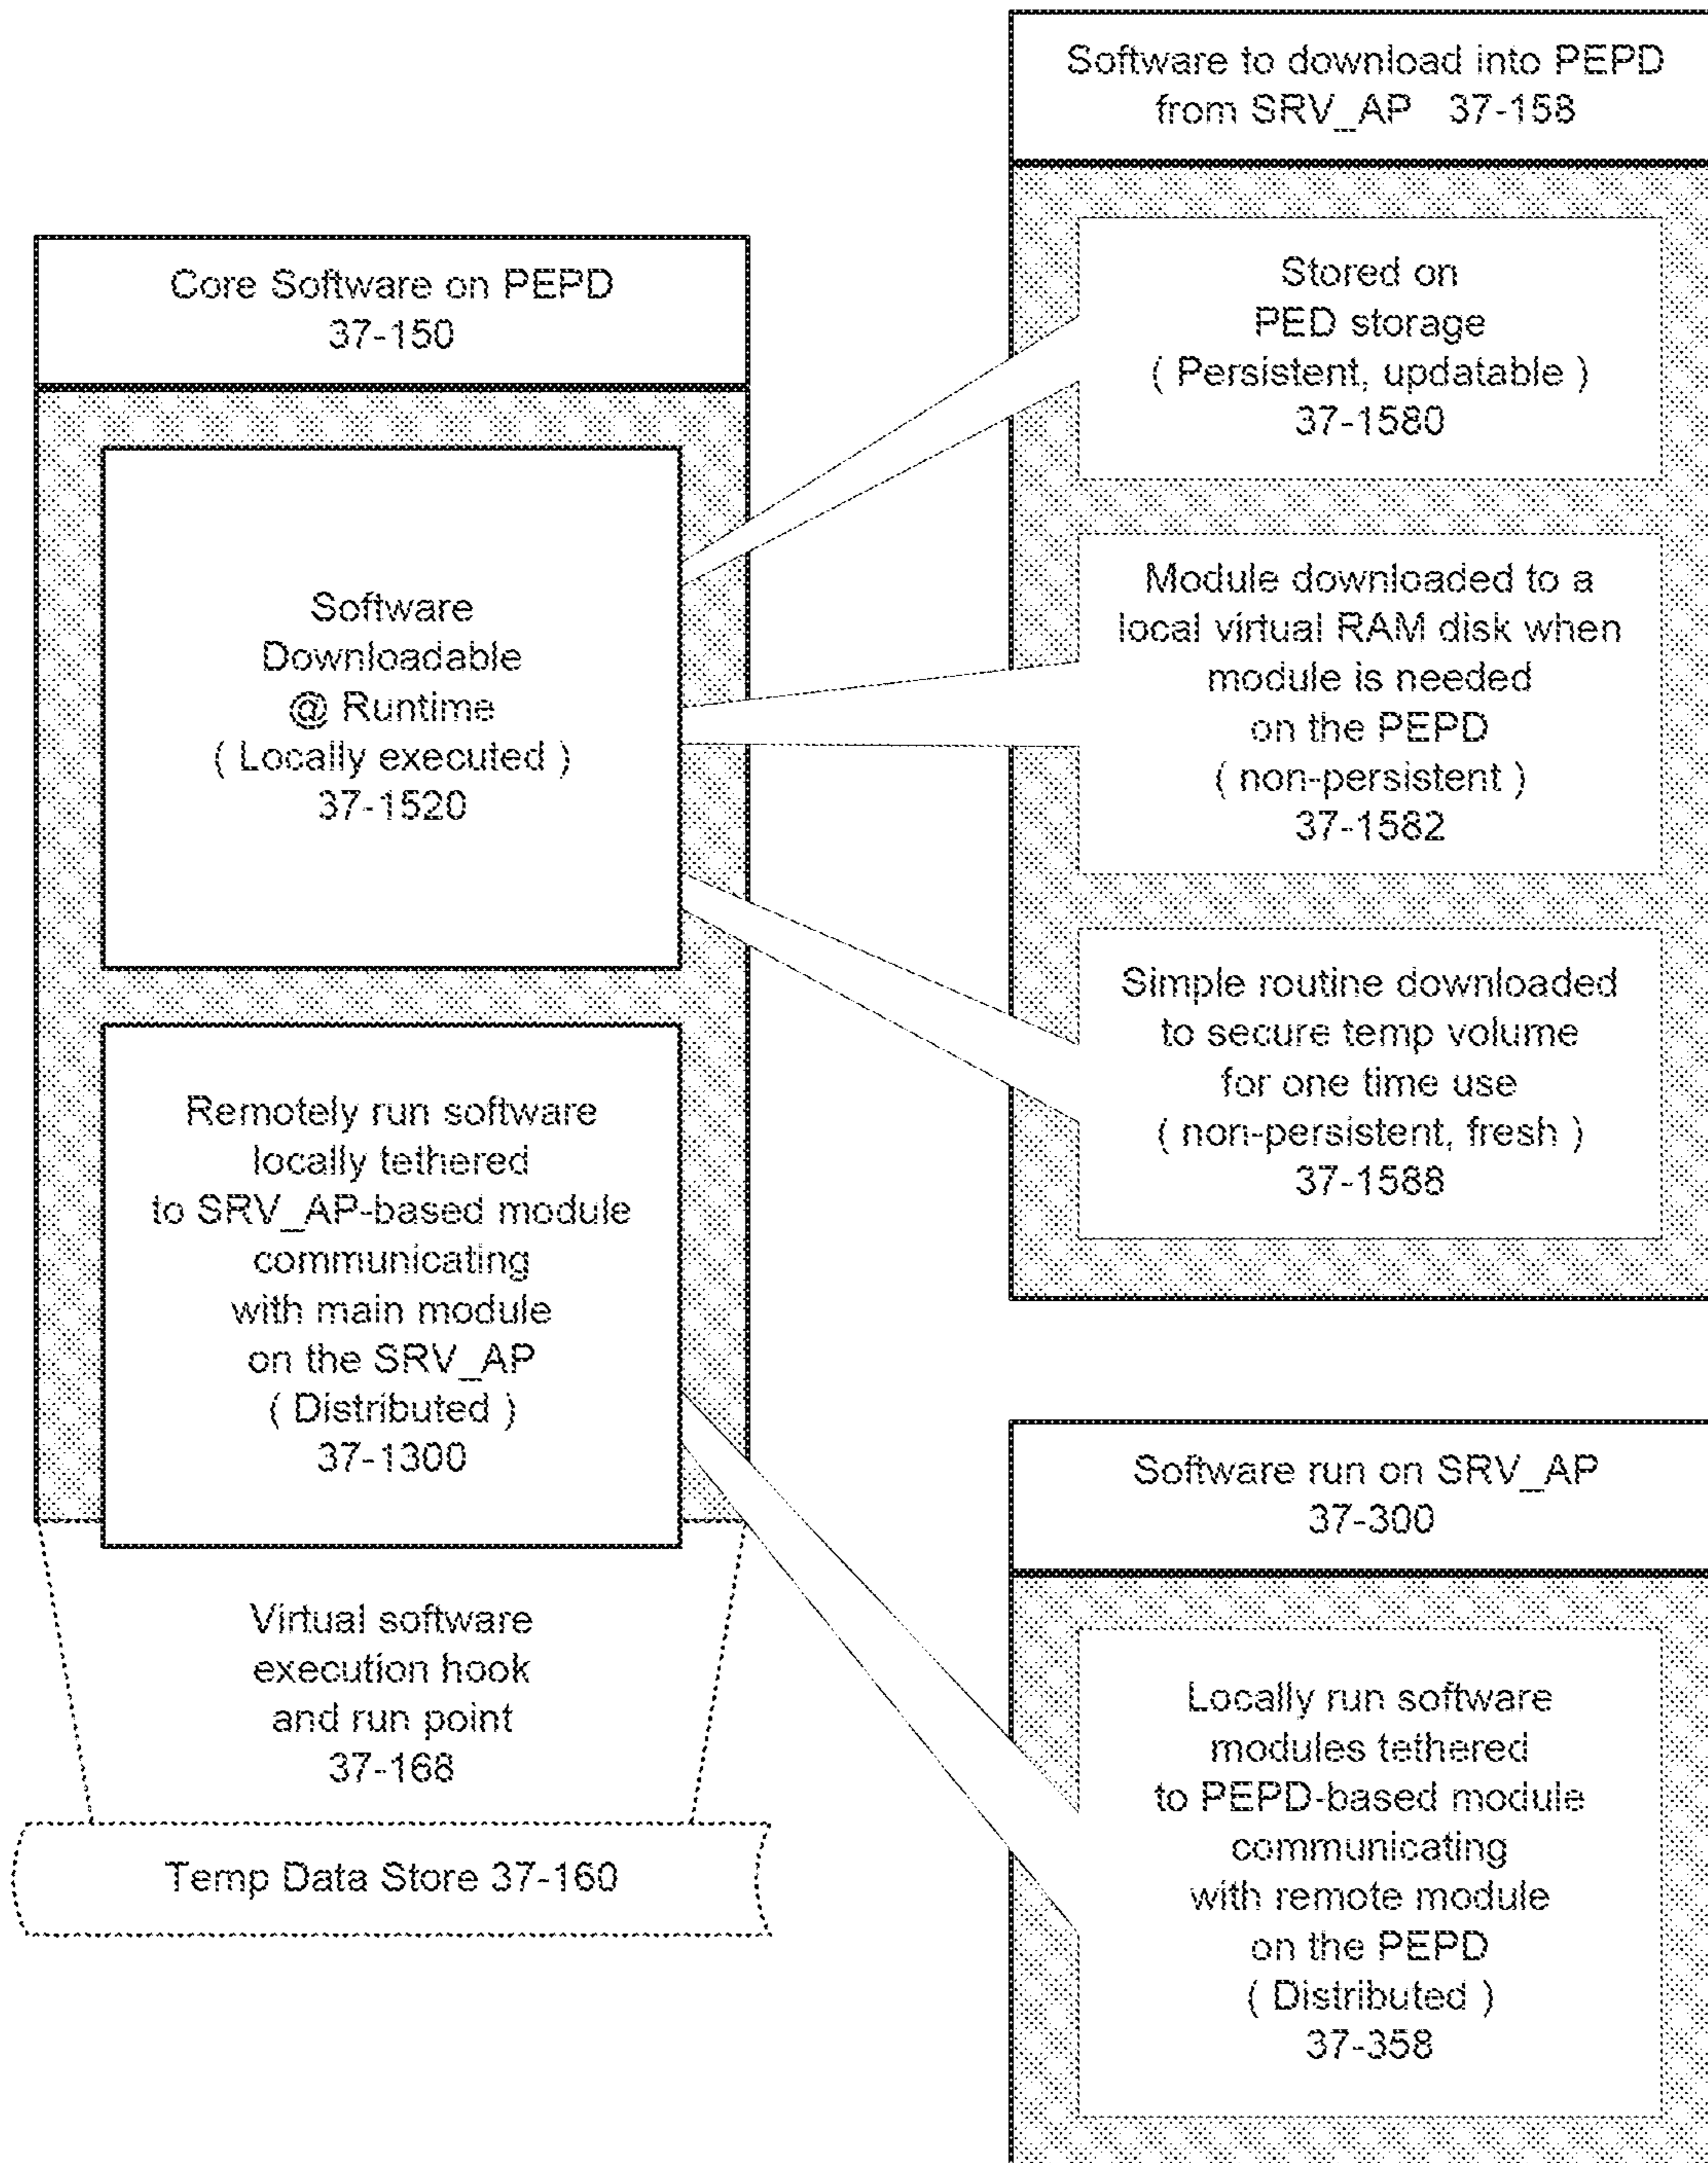 Core Software on PEPD
37-150
Software
Downloadable
@ Runtime
( Locally executed )
37-1520
Remotely run software
locally tethered
to SRV_AP-based module
communicating
with main module
on the SRV_AP
( Distributed )
37-1300
Virtual software
execution hook
and run point
37-168
Temp Data Store 37-160
Software to download into PEPD
from SRV_AP 37-158
Stored on
PED storage
( Persistent, updatable )
37-1580
Module downloaded to a
local virtual RAM disk when
module is needed
on the PEPD
( non-persistent )
37-1582
Simple routine downloaded
to secure temp volume
for one time use
( non-persistent, fresh )
37-1588
Software run on SRV_AP
37-300
Locally run software
modules tethered
to PEPD-based module
communicating
with remote module
on the PEPD
( Distributed )
37-358